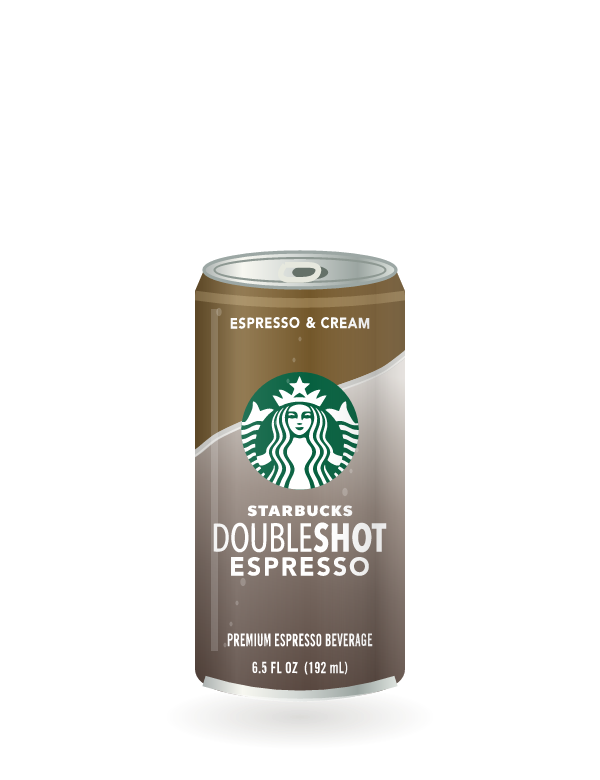 ESPRESSO & CREAM
STARBUCKS
DOUBLESHOT
ESPRESSO
PREMIUM ESPRESSO BEVERAGE
6.5 FL OZ (192 mL)